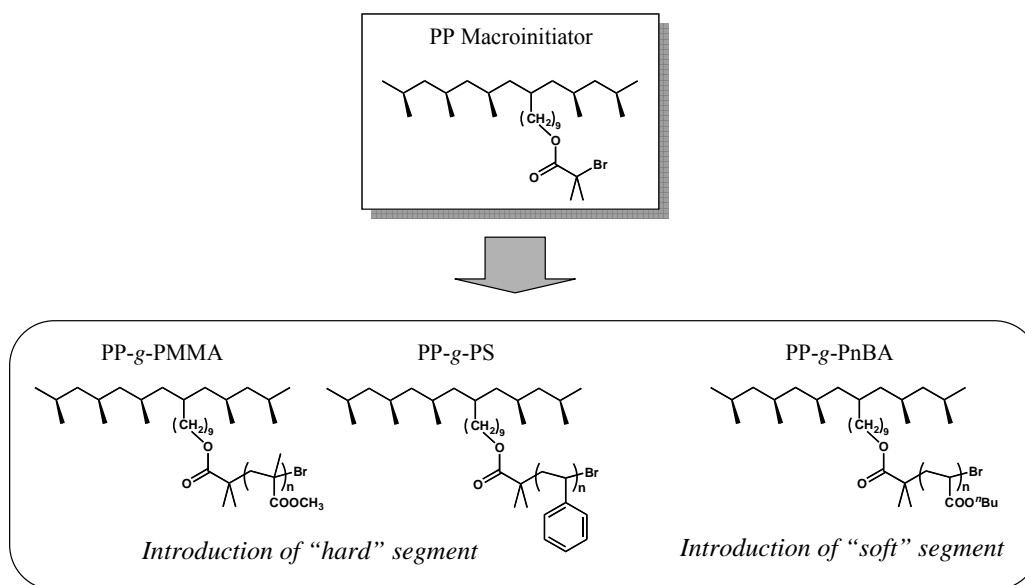 PP Macroinitiator
(CH₂)₉
O
O
Br
PP-g-PMMA
PP-g-PS
PP-g-PnBA
(CH₂)₉
O
O
Br
n
COOCH₃
(CH₂)₉
O
O
Br
n
(CH₂)₉
O
O
Br
n
COOⁿBu
Introduction of “hard” segment
Introduction of “soft” segment